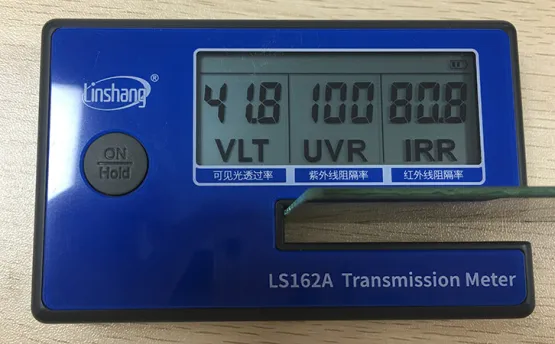 Linshang®
41.8 100 80.8
VLT UVR IRR
可见光透过率 紫外线阻隔率 红外线阻隔率
ON
Hold
LS162A Transmission Meter